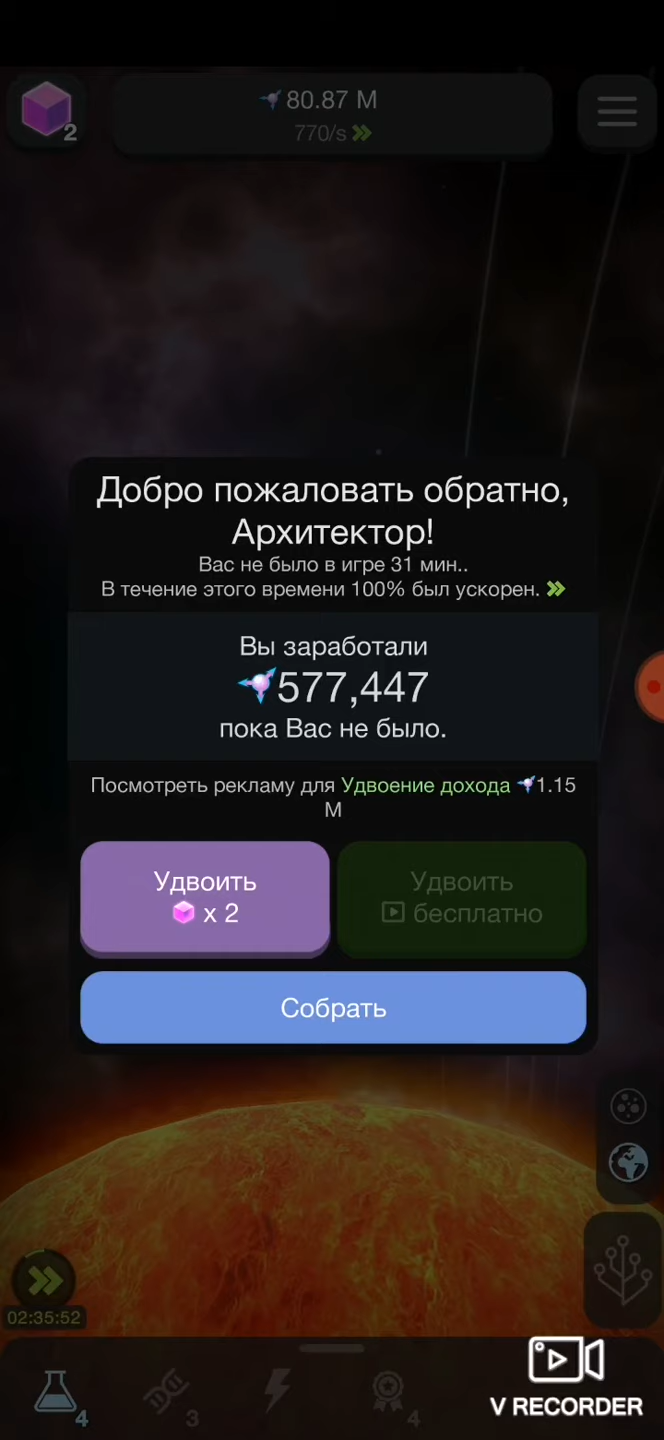 80.87 M
2
770/s
Добро пожаловать обратно,
Архитектор!
Вас не было в игре 31 мин..
В течение этого времени 100% был ускорен.
Вы заработали
577,447
пока Вас не было.
Посмотреть рекламу для Удвоение дохода 1.15
M
Удвоить
x 2
Удвоить
бесплатно
Собрать
02:35:52
4
3
4
V RECORDER